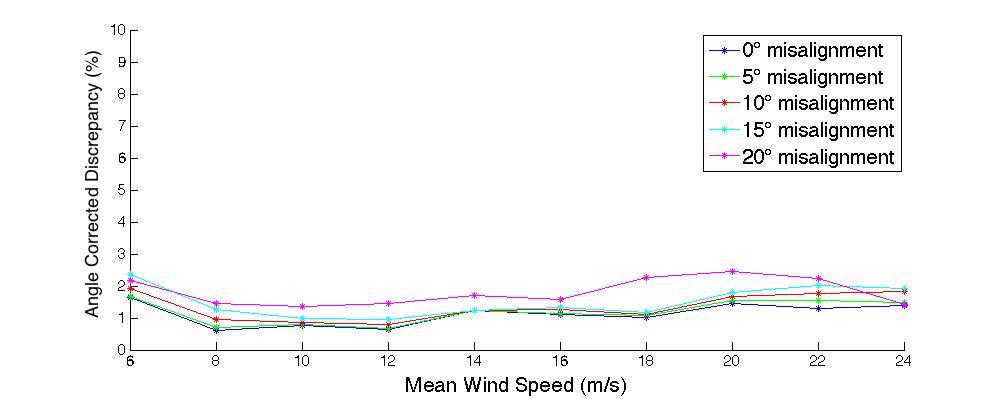 10
9
8
7
6
5
4
3
2
1
0
Angle Corrected Discrepancy (%)
0° misalignment
5° misalignment
10° misalignment
15° misalignment
20° misalignment
6 8 10 12 14 16 18 20 22 24
Mean Wind Speed (m/s)